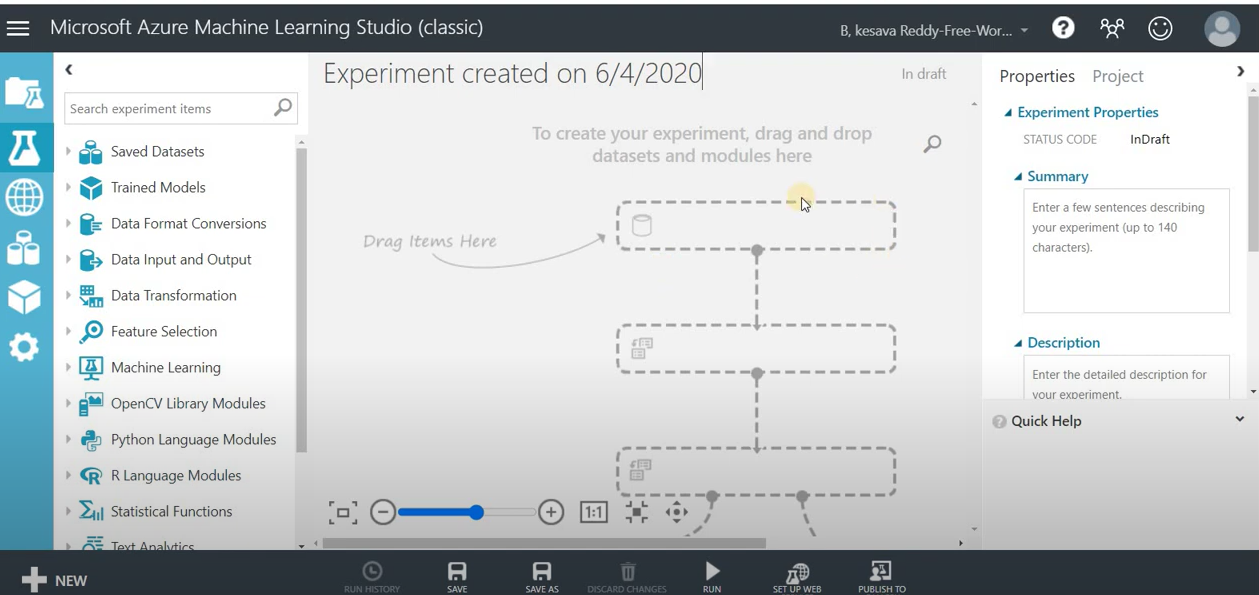 Microsoft Azure Machine Learning Studio (classic)
B, kesava Reddy-Free-Wor...
?
Experiment created on 6/4/2020
In draft
Search experiment items
Saved Datasets
Trained Models
Data Format Conversions
Data Input and Output
Data Transformation
Feature Selection
Machine Learning
OpenCV Library Modules
Python Language Modules
R Language Modules
Statistical Functions
Text Analytics
To create your experiment, drag and drop
datasets and modules here
Drag Items Here
1:1
Properties Project
Experiment Properties
STATUS CODE InDraft
Summary
Enter a few sentences describing
your experiment (up to 140
characters).
Description
Enter the detailed description for
your experiment.
? Quick Help
NEW
RUN HISTORY
SAVE
SAVE AS
DISCARD CHANGES
RUN
SET UP WEB
PUBLISH TO